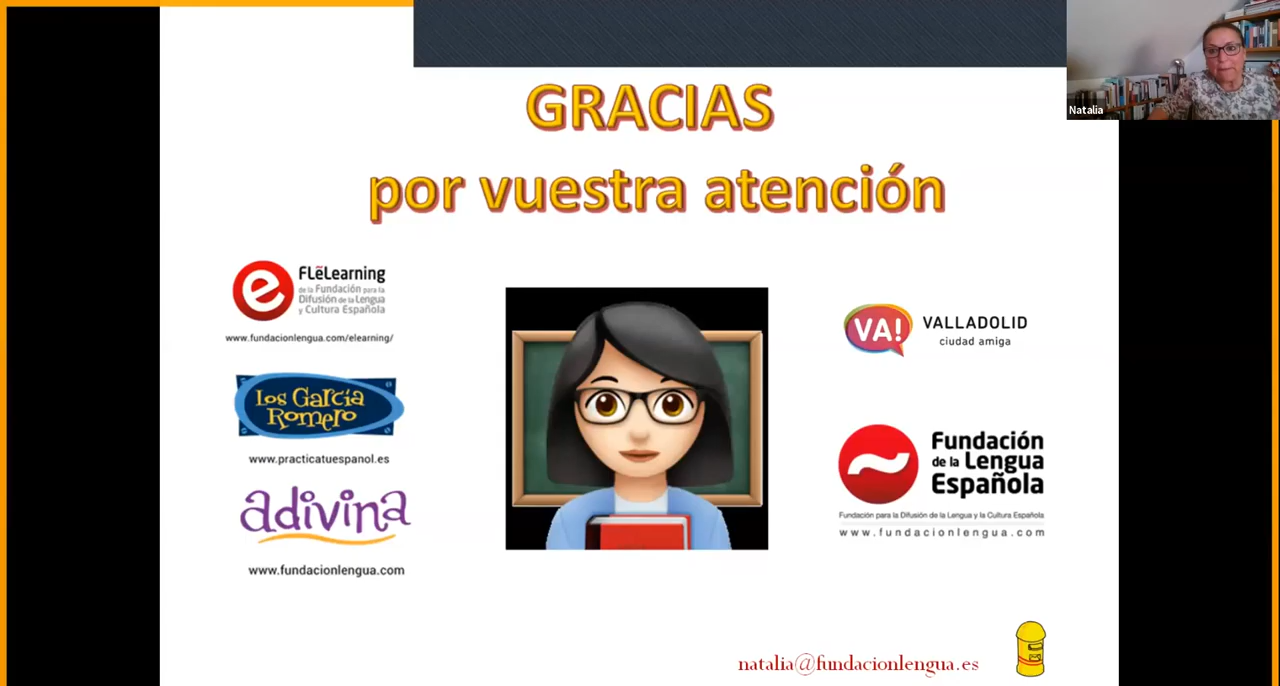 Natalia
GRACIAS
por vuestra atención
e
FLëLearning
de la Fundación para la
Difusión de la Lengua
y Cultura Española
www.fundacionlengua.com/elearning/
Los García
Romero
www.practicatuespanol.es
adivina
www.fundacionlengua.com
VA!
VALLADOLID
ciudad amiga
Fundación
de la Lengua
Española
Fundación para la Difusión de la Lengua y la Cultura Española
www.fundacionlengua.com
natalia@fundacionlengua.es